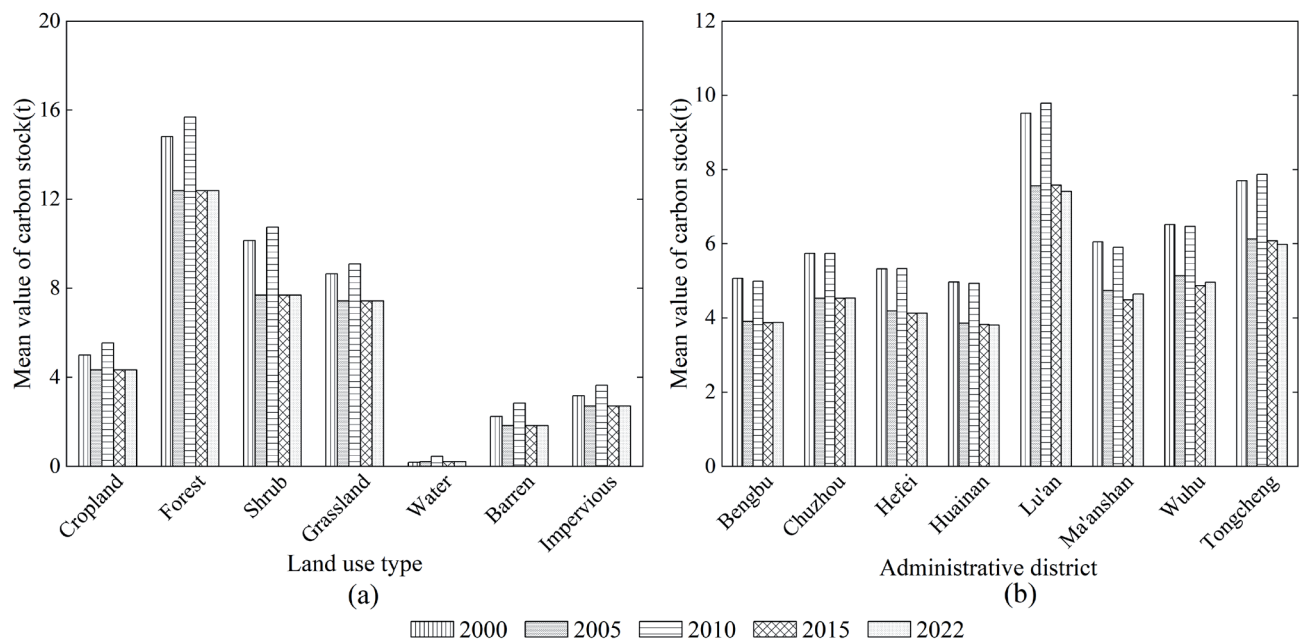 Mean value of carbon stock(t)
20
16
12
8
4
0
Cropland
Forest
Shrub
Grassland
Water
Barren
Impervious
Land use type
(a)
Mean value of carbon stock(t)
12
10
8
6
4
2
0
Bengbu
Chuzhou
Hefei
Huainan
Lu'an
Ma'anshan
Wuhu
Tongcheng
Administrative district
(b)
2000 2005 2010 2015 2022